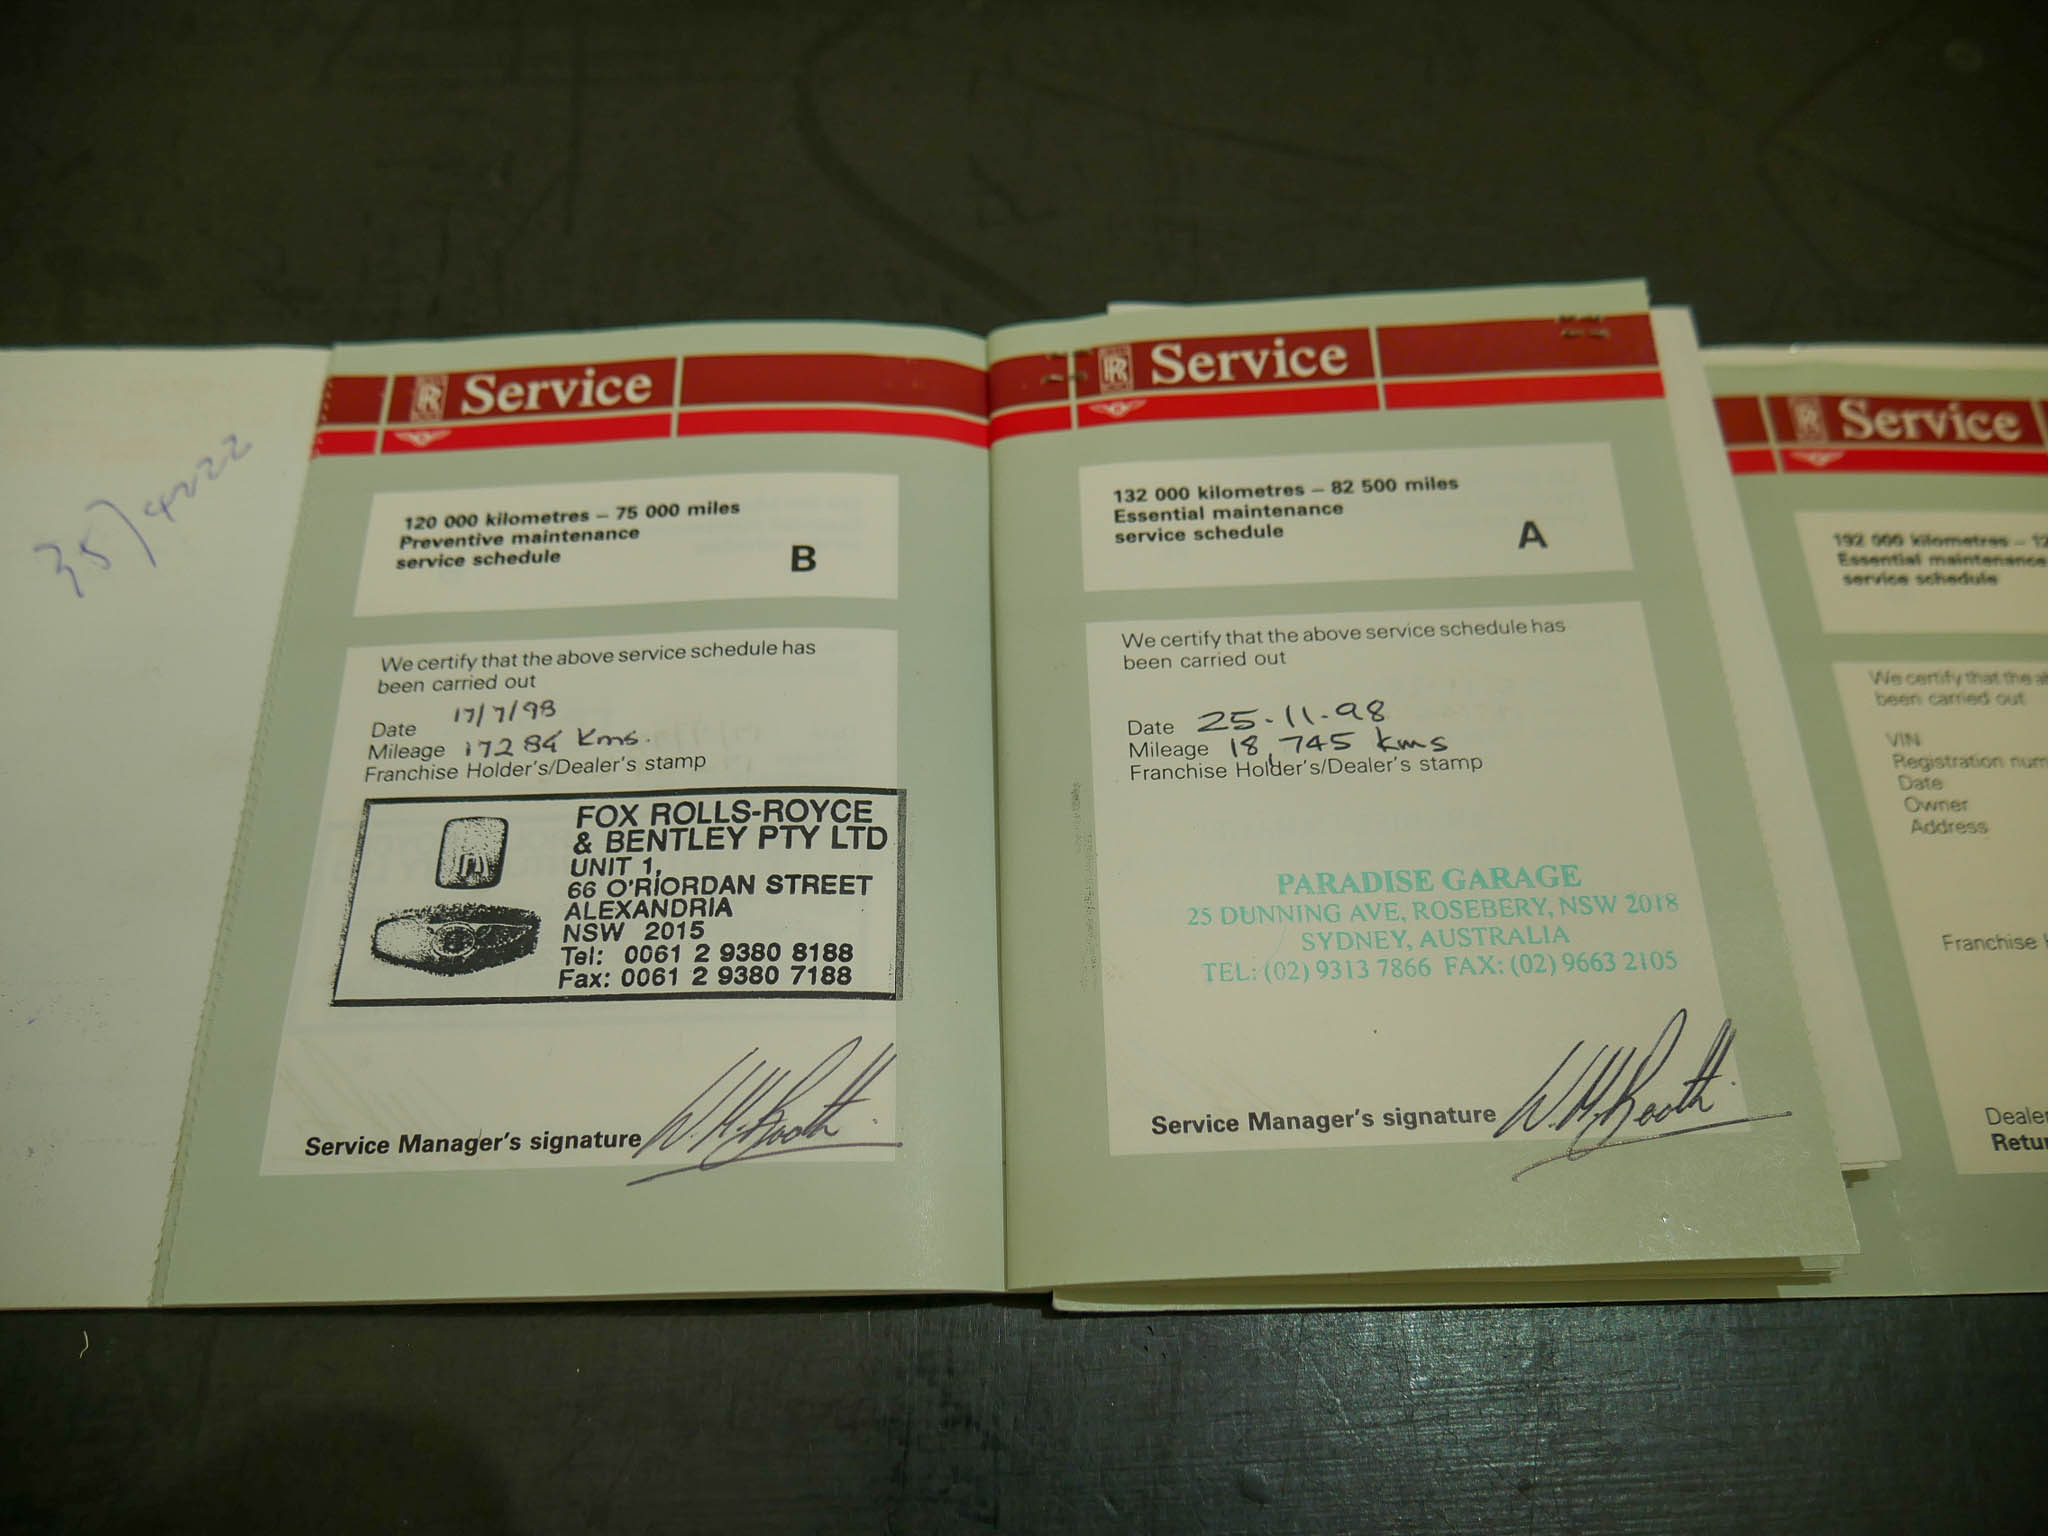 Service
120 000 kilometres – 75 000 miles
Preventive maintenance
service schedule
B
We certify that the above service schedule has
been carried out
Date 17/7/98
Mileage 17284 Kms.
Franchise Holder's/Dealer's stamp
FOX ROLLS-ROYCE
& BENTLEY PTY LTD
UNIT 1,
66 O'RIORDAN STREET
ALEXANDRIA
NSW 2015
Tel: 0061 2 9380 8188
Fax: 0061 2 9380 7188
Service Manager's signature
Service
132 000 kilometres – 82 500 miles
Essential maintenance
service schedule
A
We certify that the above service schedule has
been carried out
Date 25-11-98
Mileage 18,745 kms
Franchise Holder's/Dealer's stamp
PARADISE GARAGE
25 DUNNING AVE, ROSEBERY, NSW 2018
SYDNEY, AUSTRALIA
TEL: (02) 9313 7866 FAX: (02) 9663 2105
Service Manager's signature
Service
192 000 kilometres – 12
Essential maintenance
service schedule
We certify that the
been carried out
VIN
Registration num
Date
Owner
Address
Franchise
Dealer
Retu